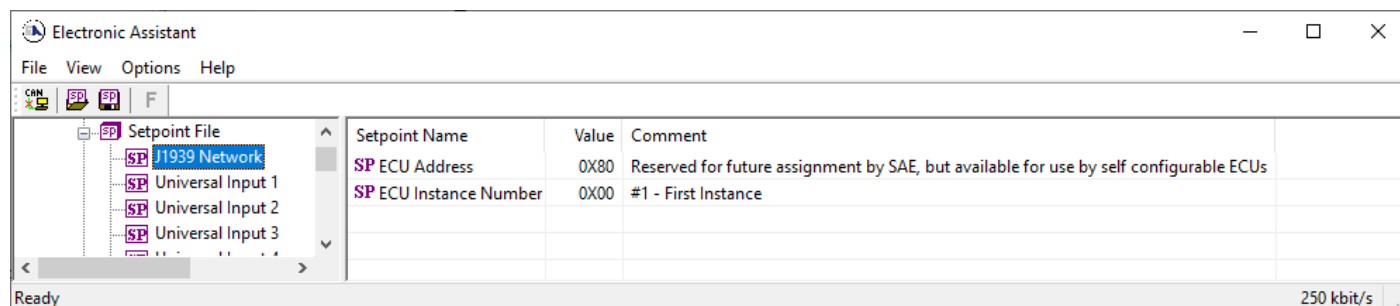 Electronic Assistant
File View Options Help
CAN SP SP F
SP Setpoint File
SP J1939 Network
SP Universal Input 1
SP Universal Input 2
SP Universal Input 3
Setpoint Name Value Comment
SP ECU Address 0X80 Reserved for future assignment by SAE, but available for use by self configurable ECUs
SP ECU Instance Number 0X00 #1 - First Instance
Ready 250 kbit/s